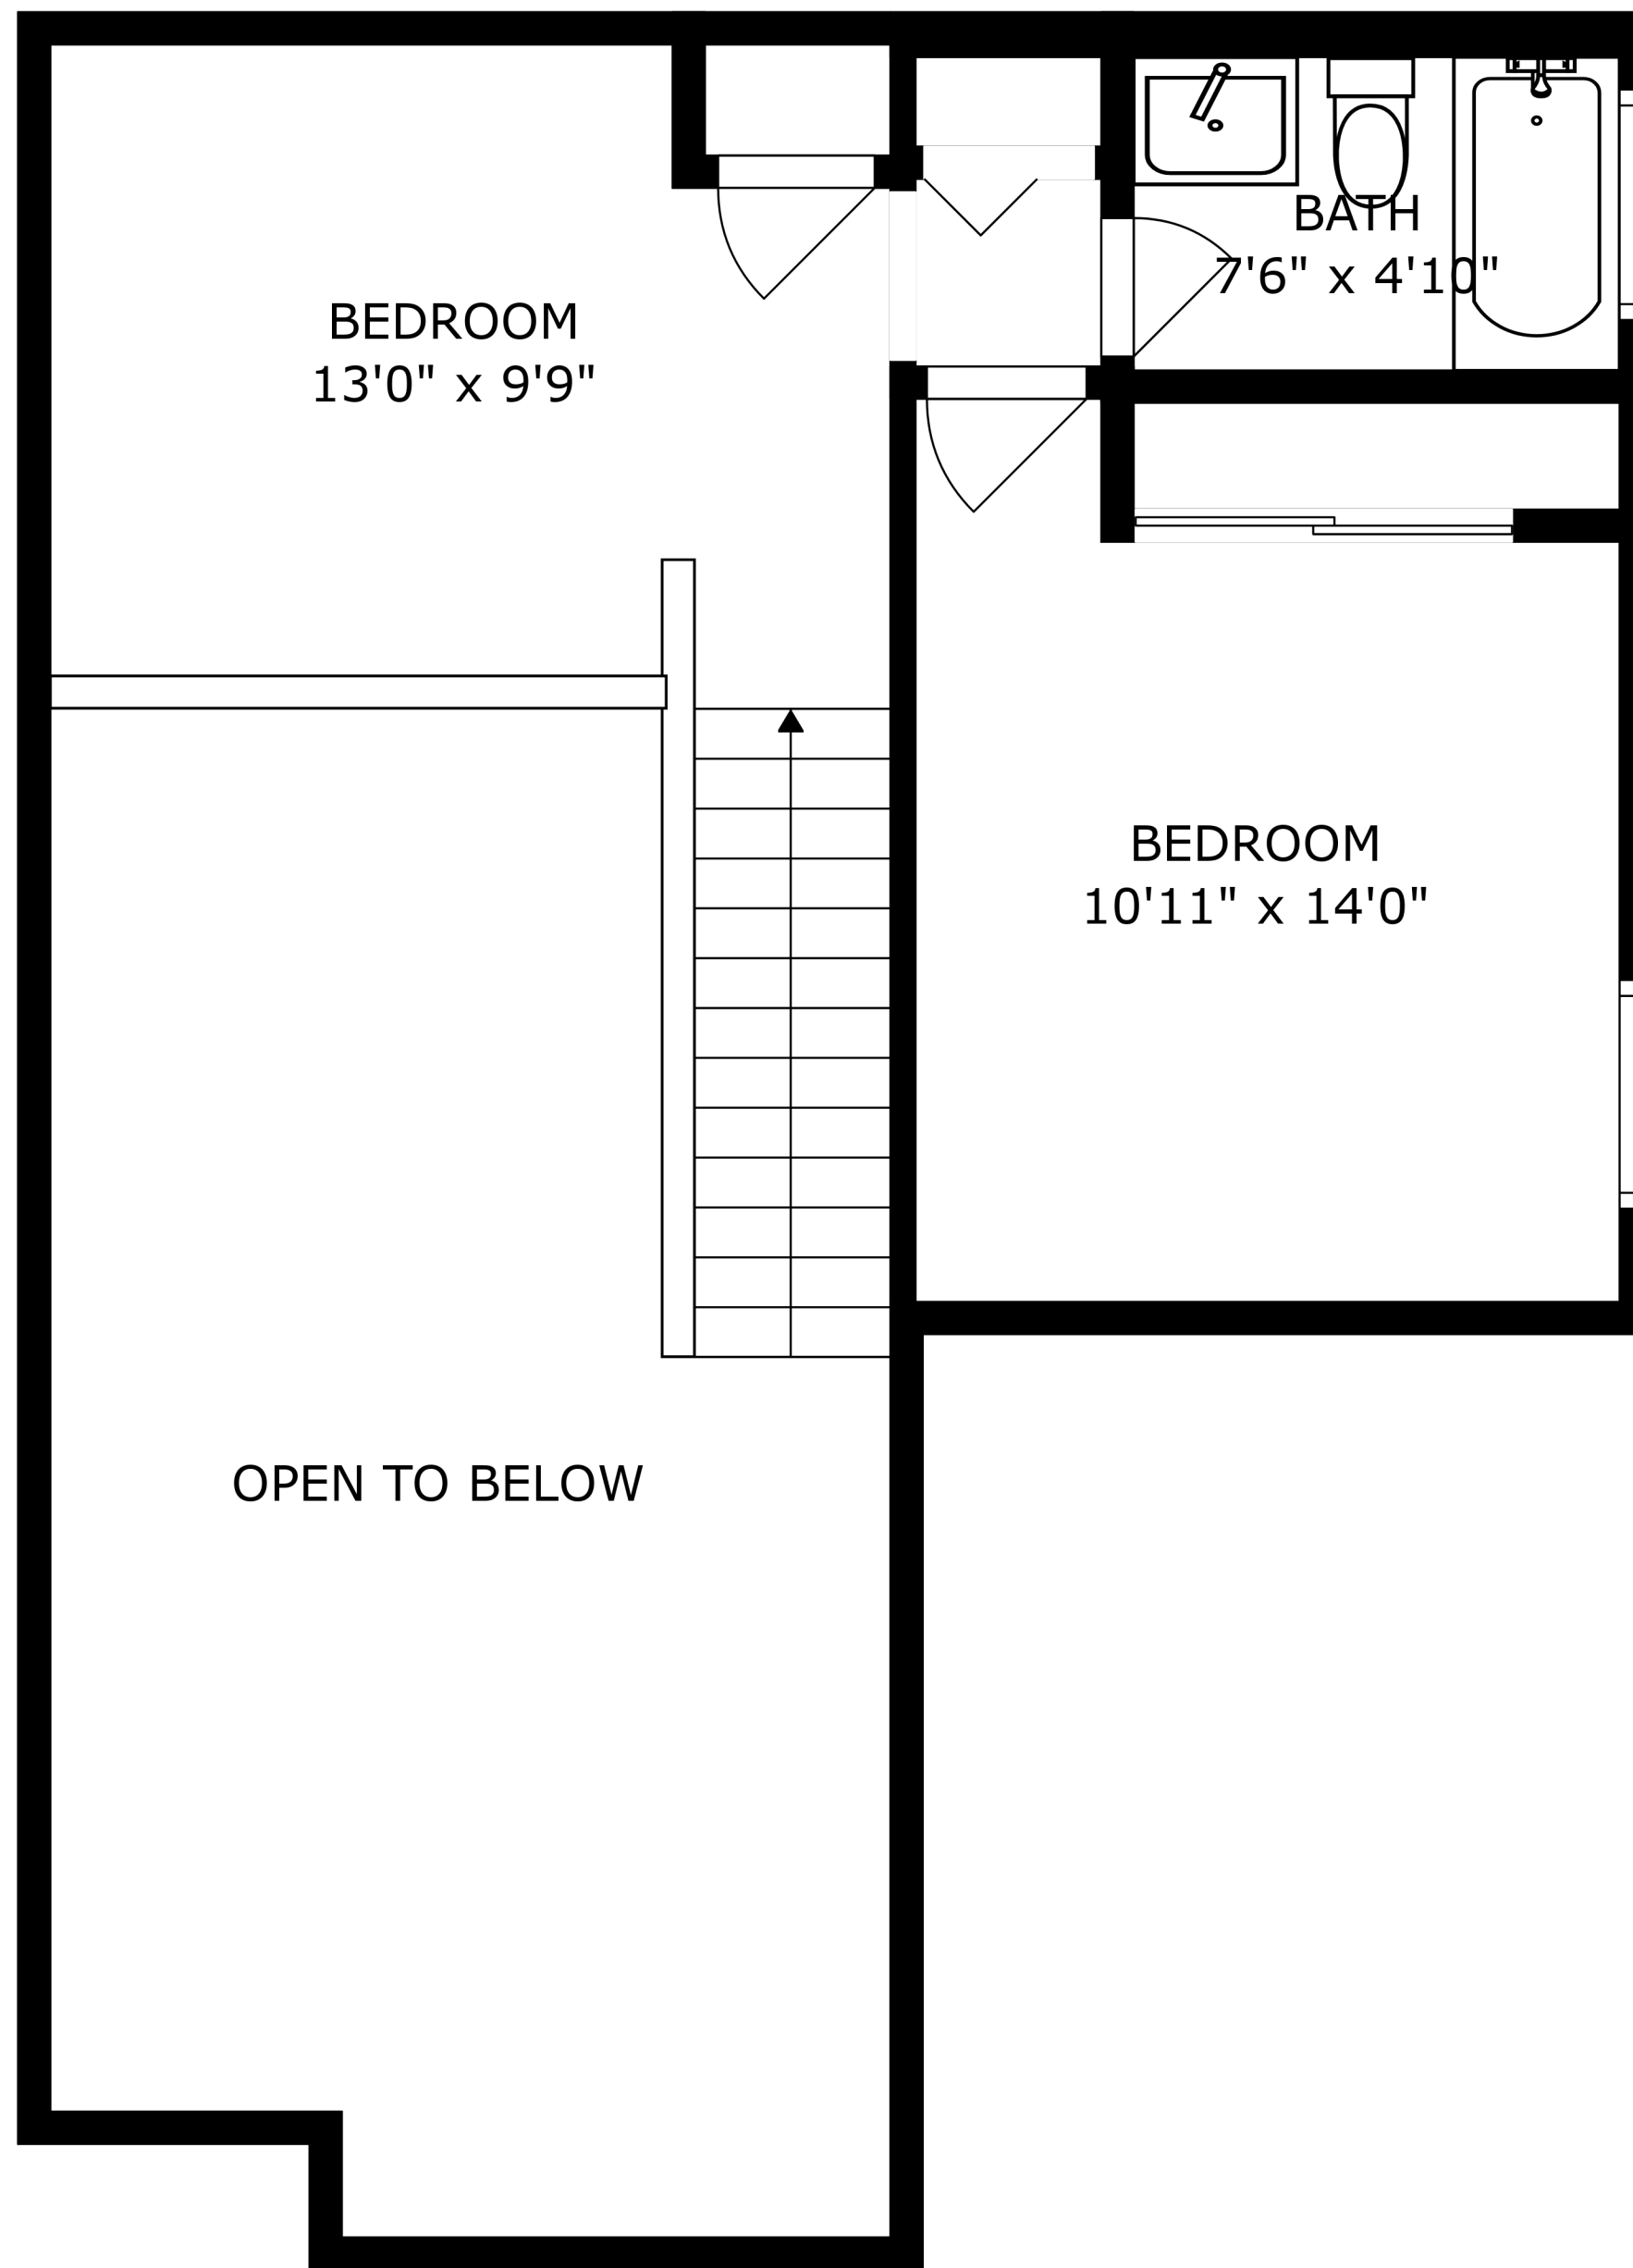 BATH
7'6" x 4'10"
BEDROOM
13'0" x 9'9"
BEDROOM
10'11" x 14'0"
OPEN TO BELOW